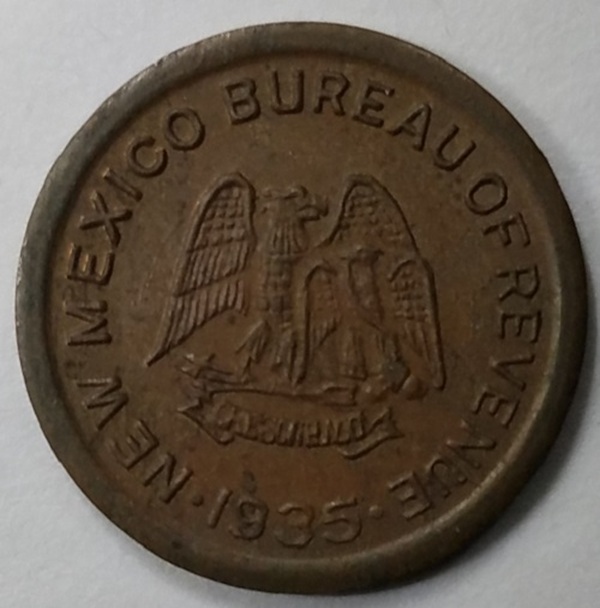 NEW MEXICO BUREAU OF REVENUE
·1935·